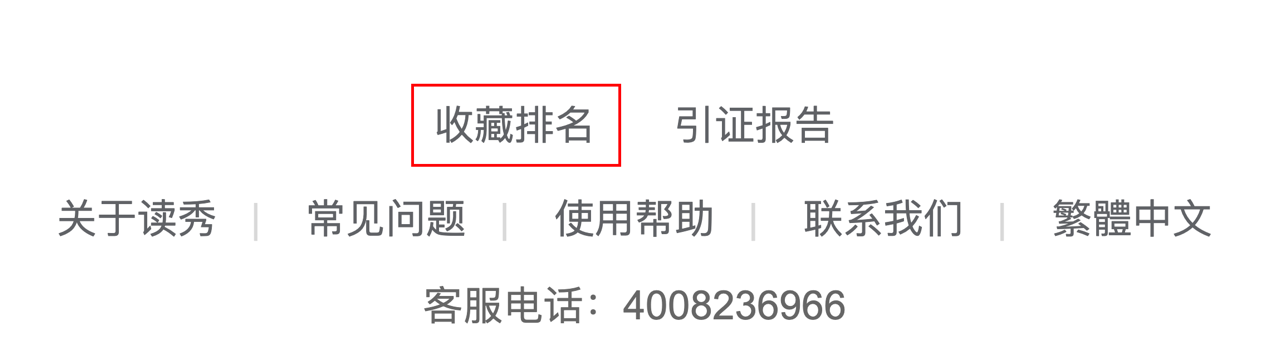 收藏排名 引证报告
关于读秀 | 常见问题 | 使用帮助 | 联系我们 | 繁體中文
客服电话：4008236966